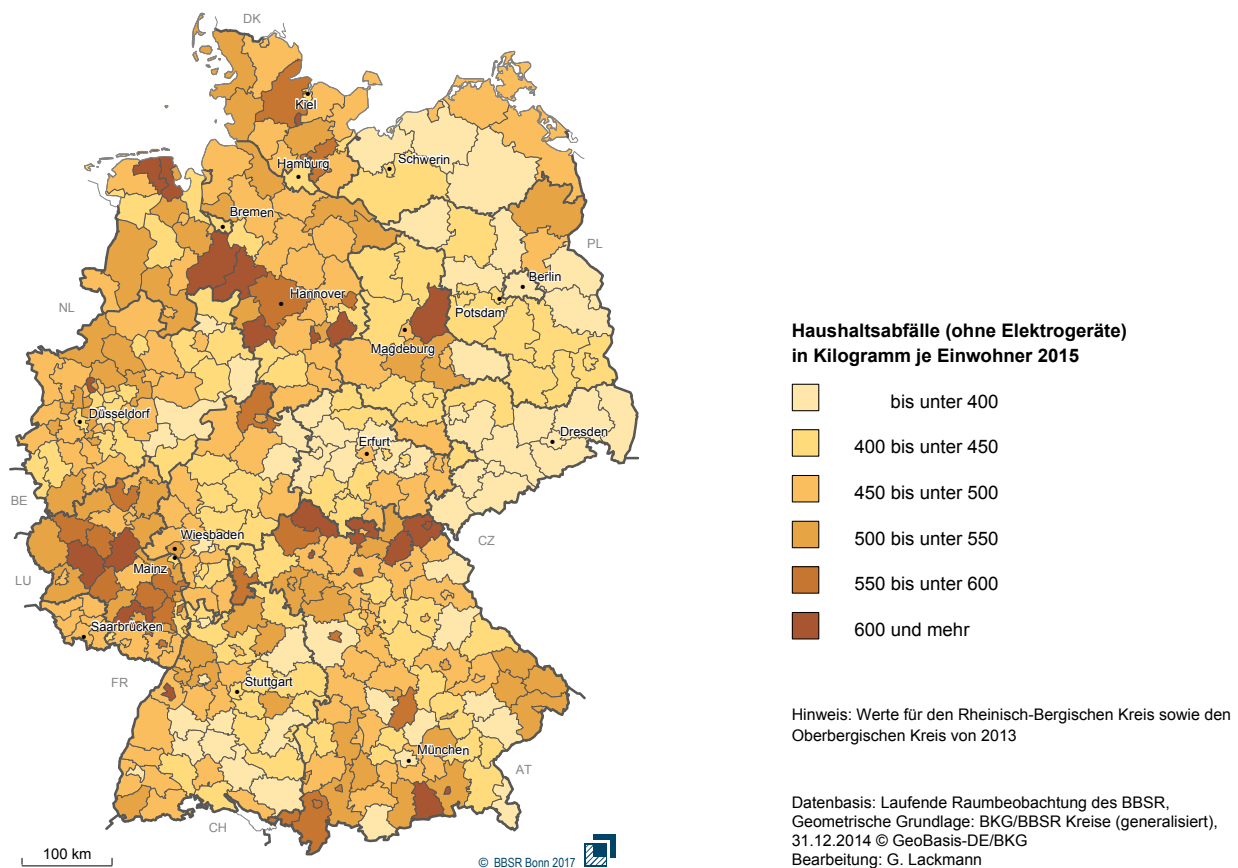 DK
Kiel
Schwerin
Hamburg
Bremen
PL
Berlin
Hannover
NL
Potsdam
Magdeburg
Düsseldorf
Dresden
Erfurt
BE
Wiesbaden
CZ
Mainz
LU
Saarbrücken
FR
Stuttgart
München
AT
CH
100 km
© BBSR Bonn 2017
Haushaltsabfälle (ohne Elektrogeräte)
in Kilogramm je Einwohner 2015
bis unter 400
400 bis unter 450
450 bis unter 500
500 bis unter 550
550 bis unter 600
600 und mehr
Hinweis: Werte für den Rheinisch-Bergischen Kreis sowie den
Oberbergischen Kreis von 2013
Datenbasis: Laufende Raumbeobachtung des BBSR,
Geometrische Grundlage: BKG/BBSR Kreise (generalisiert),
31.12.2014 © GeoBasis-DE/BKG
Bearbeitung: G. Lackmann